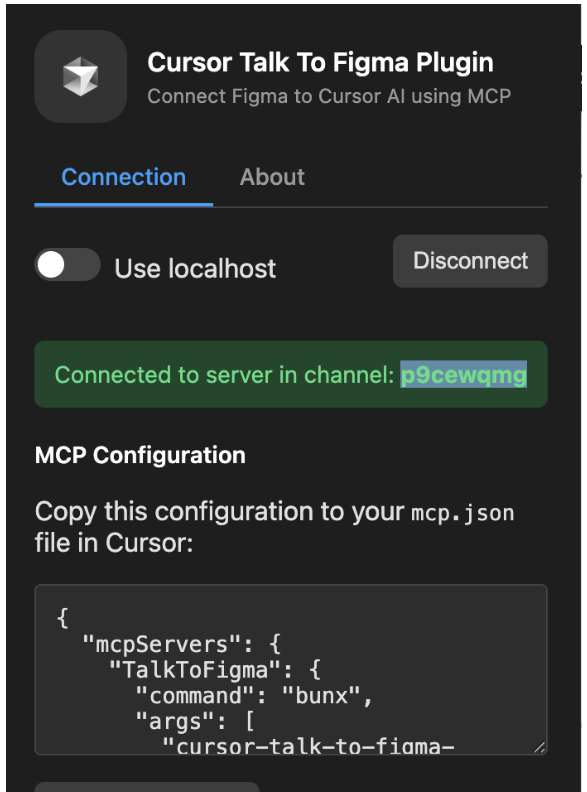 Cursor Talk To Figma Plugin
Connect Figma to Cursor AI using MCP
Connection About
Use localhost Disconnect
Connected to server in channel: p9cewqmg
MCP Configuration
Copy this configuration to your mcp.json
file in Cursor:
{
"mcpServers": {
"TalkToFigma": {
"command": "bunx",
"args": [
"cursor-talk-to-figma-